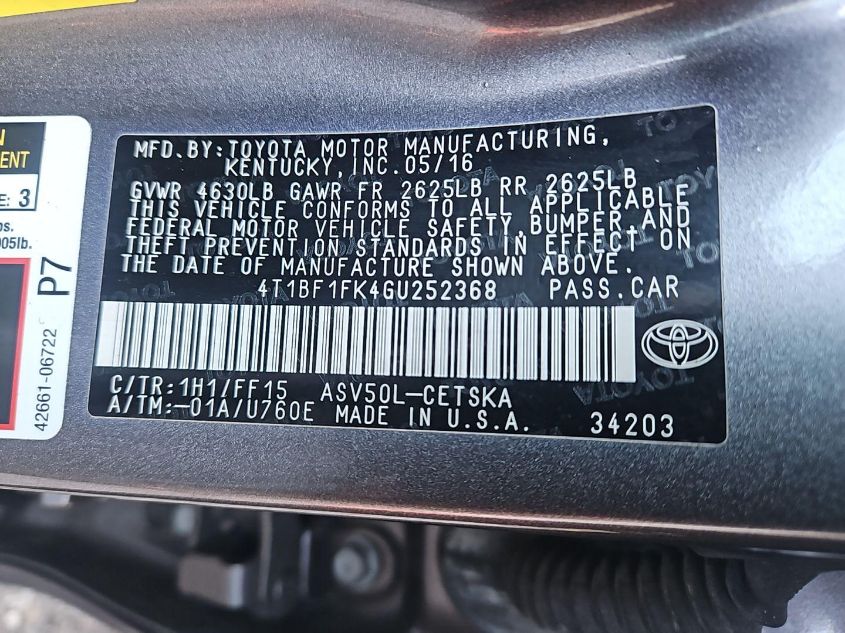 MFD.BY:TOYOTA MOTOR MANUFACTURING,
KENTUCKY,INC.05/16
GVWR 4630LB GAWR FR 2625LB RR 2625LB
THIS VEHICLE CONFORMS TO ALL APPLICABLE
FEDERAL MOTOR VEHICLE SAFETY,BUMPER,AND
THEFT PREVENTION STANDARDS IN EFFECT ON
THE DATE OF MANUFACTURE SHOWN ABOVE.
4T1BF1FK4GU252368 PASS.CAR
C/TR:1H1/FF15 ASV50L-CETSKA
A/TM:-01A/U760E MADE IN U.S.A. 34203
3
005lb.
P7
42661-06722